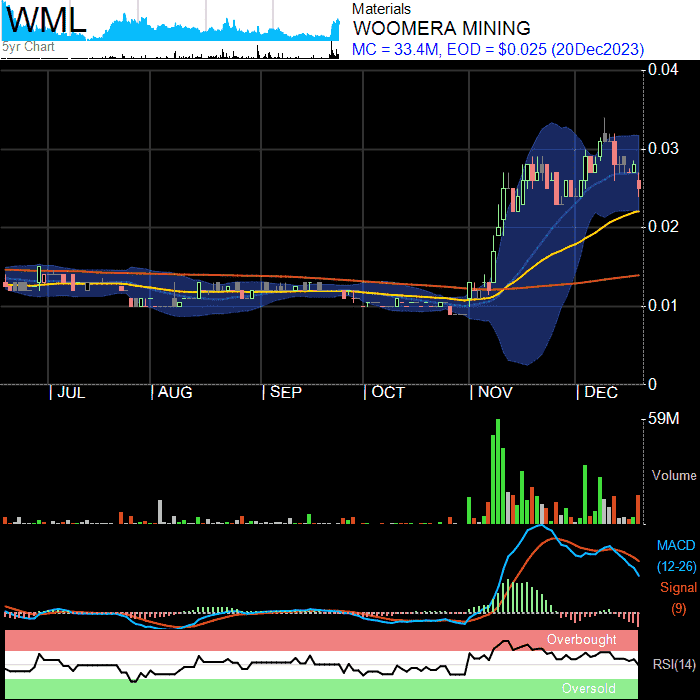 WML
5yr Chart
Materials
WOOMERA MINING
MC = 33.4M, EOD = $0.025 (20Dec2023)
0.04
0.03
0.02
0.01
0
JUL AUG SEP OCT NOV DEC
59M
Volume
MACD
(12-26)
Signal
(9)
Overbought
RSI(14)
Oversold